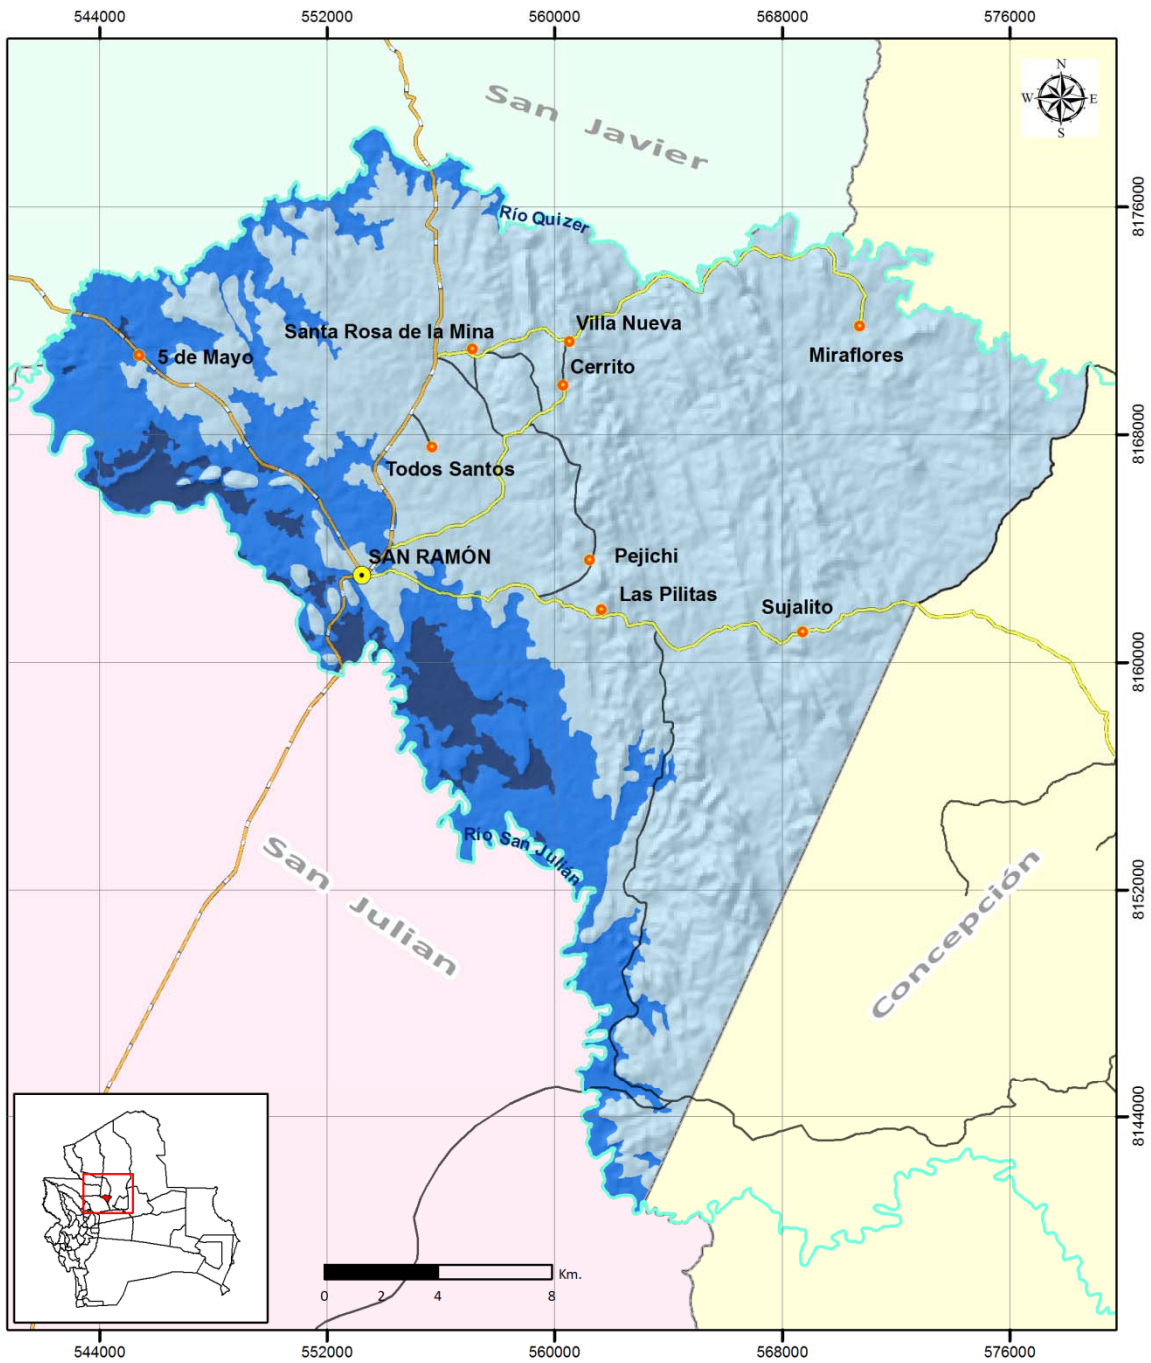 544000
552000
560000
568000
576000
N
W
E
S
San Javier
8176000
Río Quizer
Villa Nueva
Santa Rosa de la Mina
Miraflores
5 de Mayo
Cerrito
8168000
Todos Santos
SAN RAMÓN
Pejichi
Las Pilitas
Sujalito
8160000
Río San Julián
San Julian
8152000
Concepción
8144000
Km.
0
2
4
8
544000
552000
560000
568000
576000